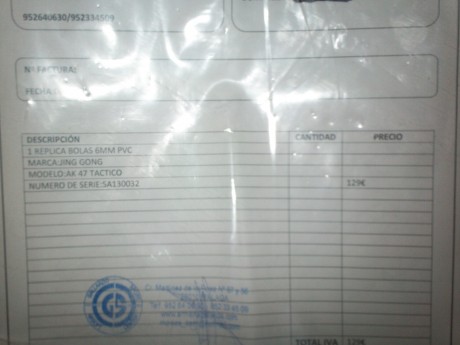 952640630/952334509
Nº FACTURA:
FECHA
DESCRIPCIÓN CANTIDAD PRECIO
1 REPLICA BOLAS 6MM PVC
MARCA:JING GONG
MODELO:AK 47 TACTICO
NUMERO DE SERIE:SA130032 129€
TOTAL IVA 129€